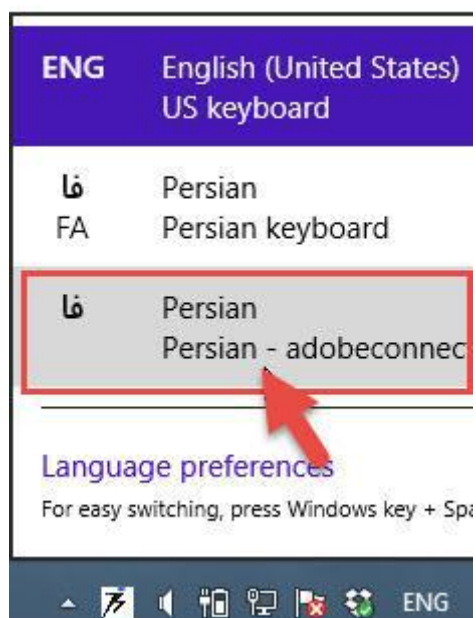 ENG English (United States)
US keyboard
فا Persian
FA Persian keyboard
فا Persian
Persian - adobeconnec
Language preferences
For easy switching, press Windows key + Spa
ENG